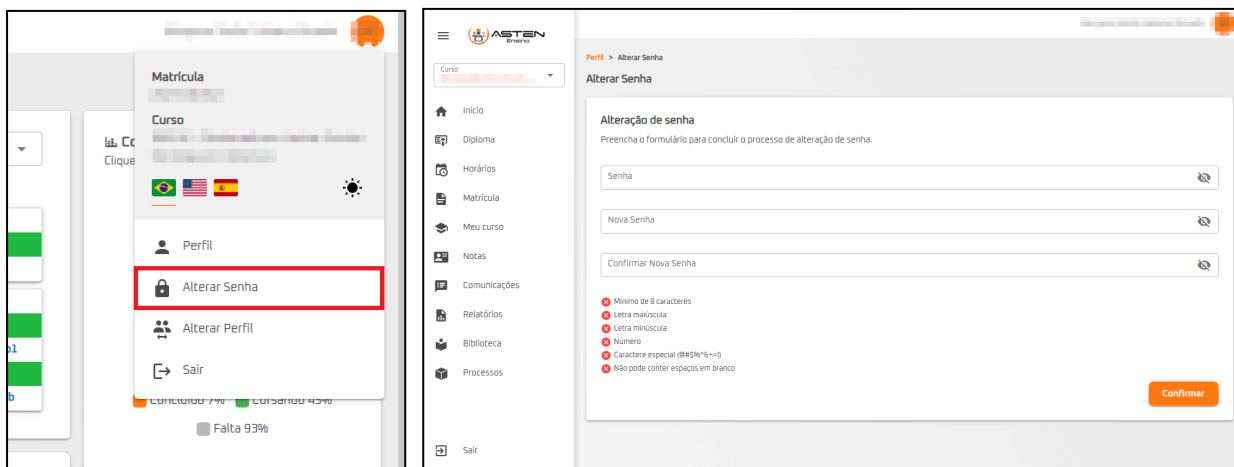 Matrícula
Curso
Co
Clique
Perfil
Alterar Senha
Alterar Perfil
Sair
Concluído 7% Cursando 43%
Falta 93%
ASTEN
Ensino
Curso
Início
Diploma
Horários
Matrícula
Meu curso
Notas
Comunicações
Relatórios
Biblioteca
Processos
Sair
Perfil > Alterar Senha
Alterar Senha
Alteração de senha
Preencha o formulário para concluir o processo de alteração de senha.
Senha
Nova Senha
Confirmar Nova Senha
Mínimo de 8 caracteres
Letra maiúscula
Letra minúscula
Número
Caractere especial (@#$%^&+=!)
Não pode conter espaços em branco
Confirmar